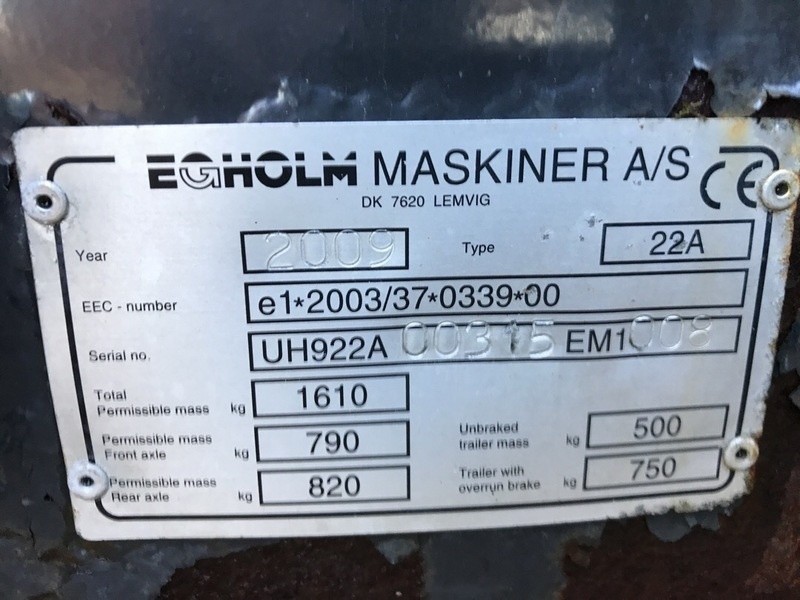 EGHOLM MASKINER A/S CE
DK 7620 LEMVIG
Year 2009 Type 22A
EEC - number e1*2003/37*0339*00
Serial no. UH922A 00315 EM1008
Total
Permissible mass kg 1610
Permissible mass
Front axle kg 790
Unbraked
trailer mass kg 500
Permissible mass
Rear axle kg 820
Trailer with
overrun brake kg 750